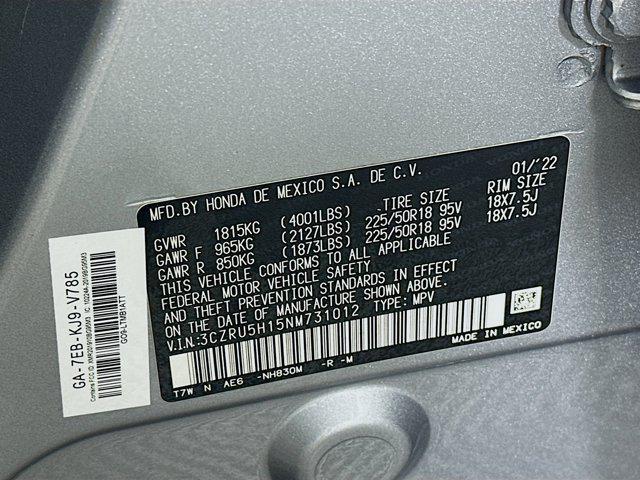 MFD.BY HONDA DE MEXICO S.A. DE C.V. 01/'22
GVWR 1815KG (4001LBS) TIRE SIZE RIM SIZE
GAWR F 965KG (2127LBS) 225/50R18 95V 18X7.5J
GAWR R 850KG (1873LBS) 225/50R18 95V 18X7.5J
THIS VEHICLE CONFORMS TO ALL APPLICABLE
FEDERAL MOTOR VEHICLE SAFETY
STANDARDS IN EFFECT
ON THE DATE OF MANUFACTURE SHOWN ABOVE.
V.I.N:3CZRU5H15NM731012 TYPE: MPV
T7W N AE6 -NH830M -R -M
MADE IN MEXICO
GA-7EB-KJ9-V785
GO9-LTMB1ATT